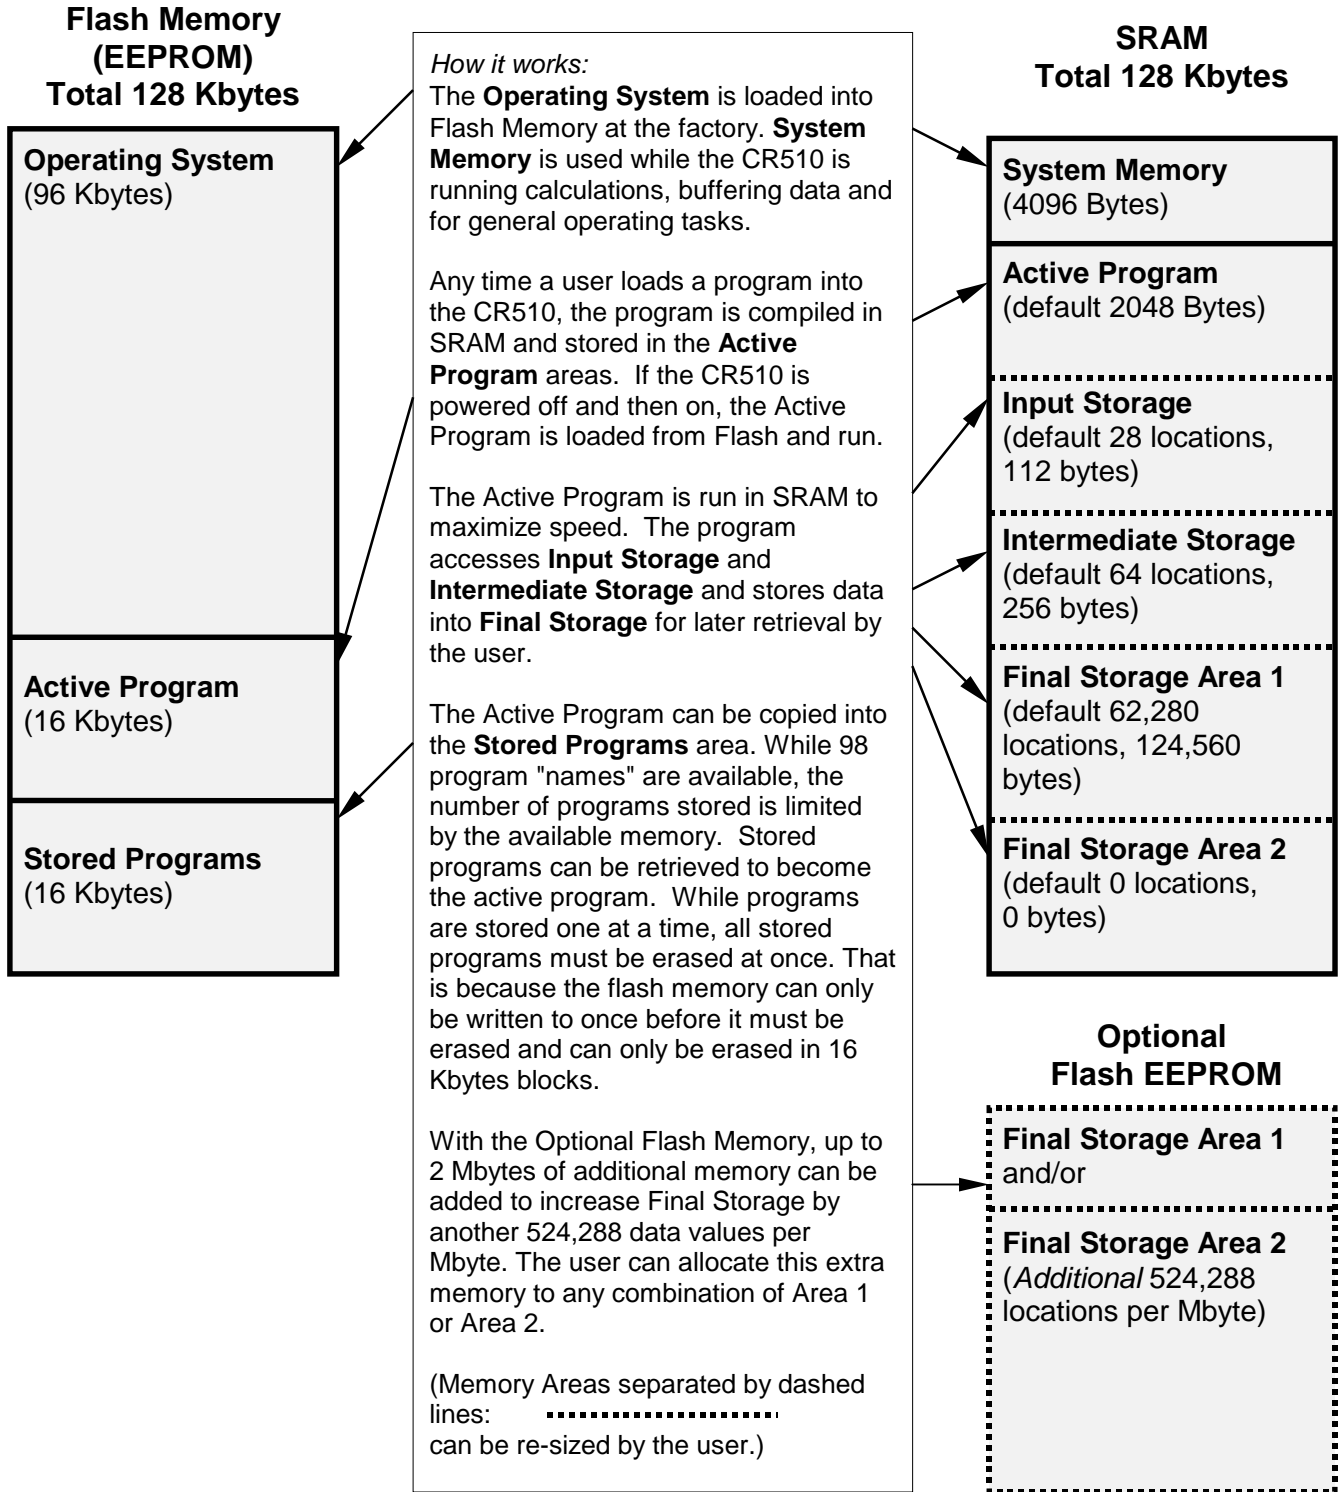 Flash Memory
(EEPROM)
Total 128 Kbytes
Operating System
(96 Kbytes)
Active Program
(16 Kbytes)
Stored Programs
(16 Kbytes)
How it works:
The Operating System is loaded into
Flash Memory at the factory. System
Memory is used while the CR510 is
running calculations, buffering data and
for general operating tasks.
Any time a user loads a program into
the CR510, the program is compiled in
SRAM and stored in the Active
Program areas.  If the CR510 is
powered off and then on, the Active
Program is loaded from Flash and run.
The Active Program is run in SRAM to
maximize speed.  The program
accesses Input Storage and
Intermediate Storage and stores data
into Final Storage for later retrieval by
the user.
The Active Program can be copied into
the Stored Programs area. While 98
program "names" are available, the
number of programs stored is limited
by the available memory.  Stored
programs can be retrieved to become
the active program.  While programs
are stored one at a time, all stored
programs must be erased at once. That
is because the flash memory can only
be written to once before it must be
erased and can only be erased in 16
Kbytes blocks.
With the Optional Flash Memory, up to
2 Mbytes of additional memory can be
added to increase Final Storage by
another 524,288 data values per
Mbyte. The user can allocate this extra
memory to any combination of Area 1
or Area 2.
(Memory Areas separated by dashed
lines:
can be re-sized by the user.)
SRAM
Total 128 Kbytes
System Memory
(4096 Bytes)
Active Program
(default 2048 Bytes)
Input Storage
(default 28 locations,
112 bytes)
Intermediate Storage
(default 64 locations,
256 bytes)
Final Storage Area 1
(default 62,280
locations, 124,560
bytes)
Final Storage Area 2
(default 0 locations,
0 bytes)
Optional
Flash EEPROM
Final Storage Area 1
and/or
Final Storage Area 2
(Additional 524,288
locations per Mbyte)